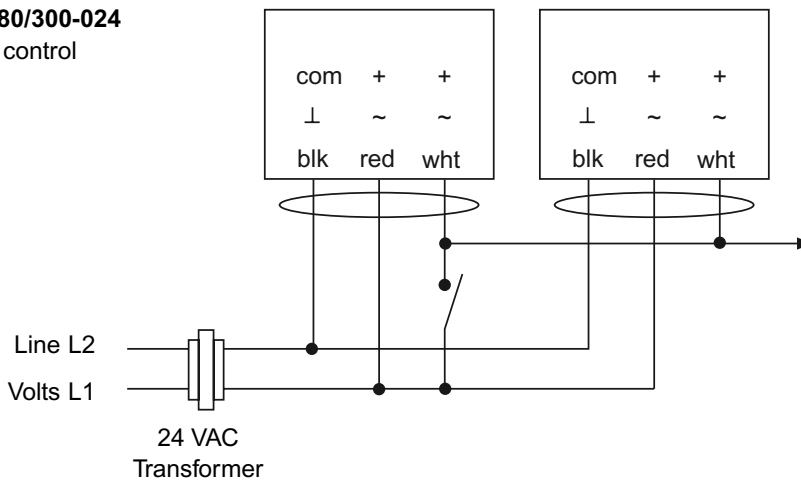 80/300-024
control
com + +
⊥ ~ ~
blk red wht
com + +
⊥ ~ ~
blk red wht
Line L2
Volts L1
24 VAC
Transformer